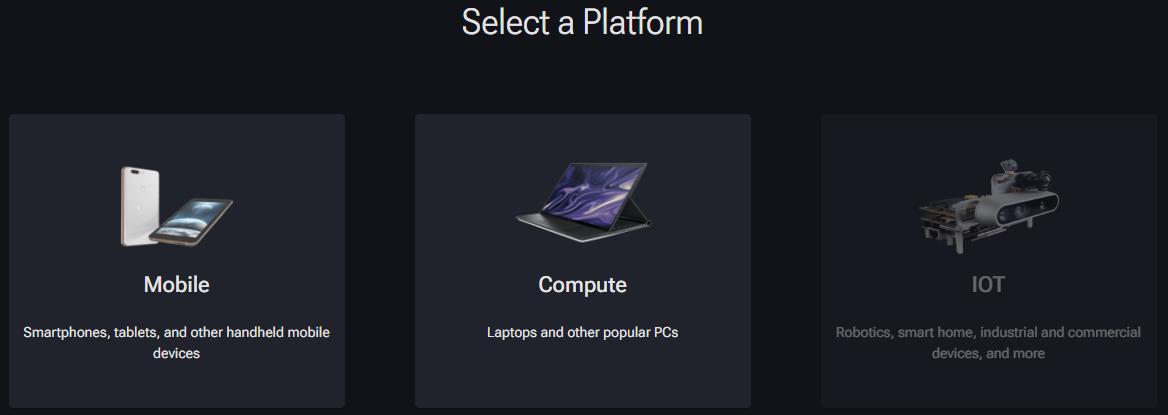 Select a Platform
Mobile
Smartphones, tablets, and other handheld mobile
devices
Compute
Laptops and other popular PCs
IOT
Robotics, smart home, industrial and commercial
devices, and more